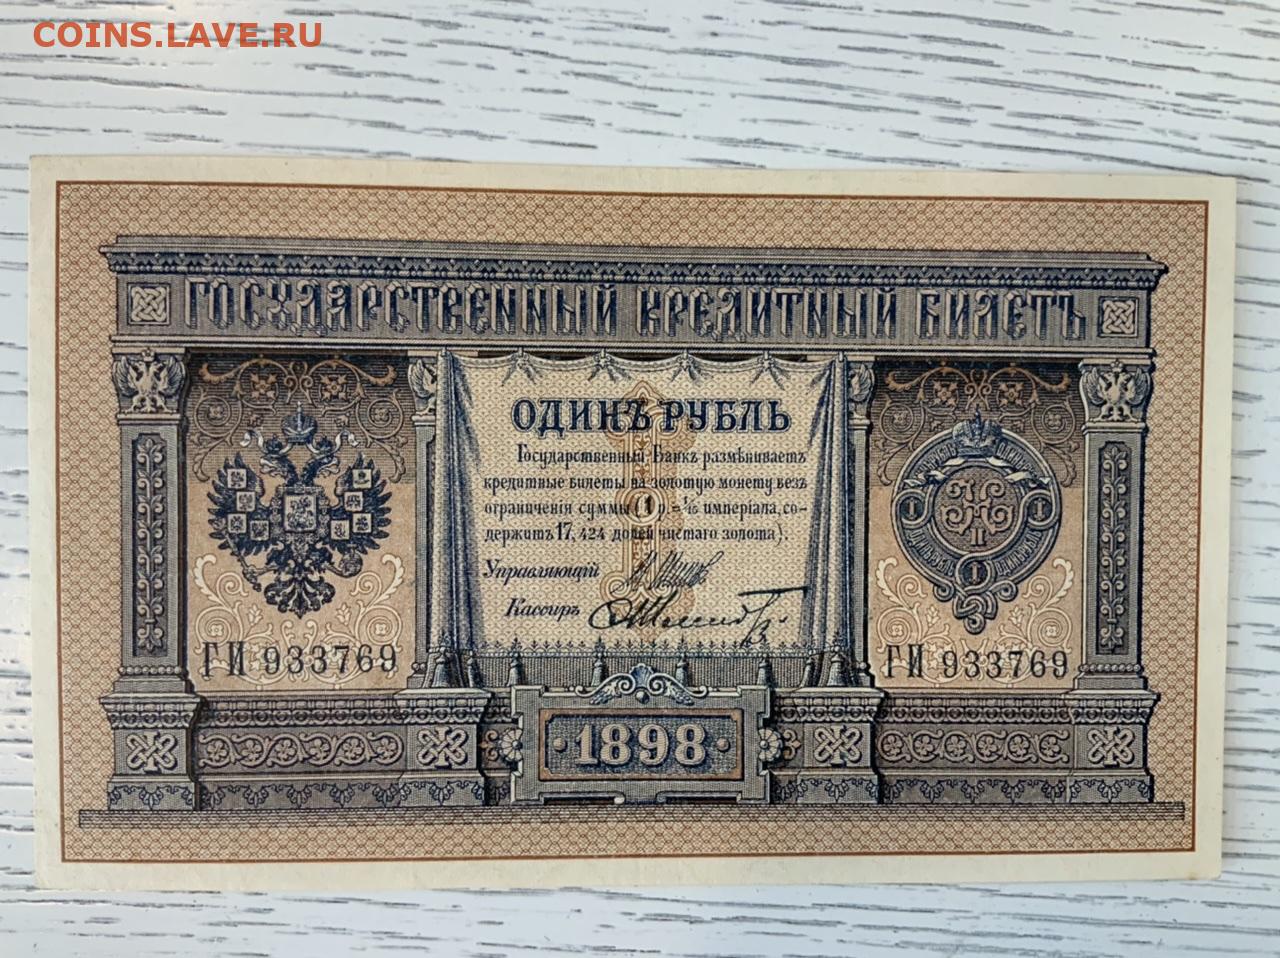 COINS.LAVE.RU
ГОСУДАРСТВЕННЫЙ КРЕДИТНЫЙ БИЛЕТЪ
ОДИНЪ РУБЛЬ
Государственный Банкъ размѣниваетъ
кредитные билеты на золотую монету безъ
ограниченія суммы (1 р. = 1/15 имперіала, со-
держитъ 17,424 долей чистаго золота).
Управляющій
Кассиръ
ГИ 933769
ГИ 933769
1898